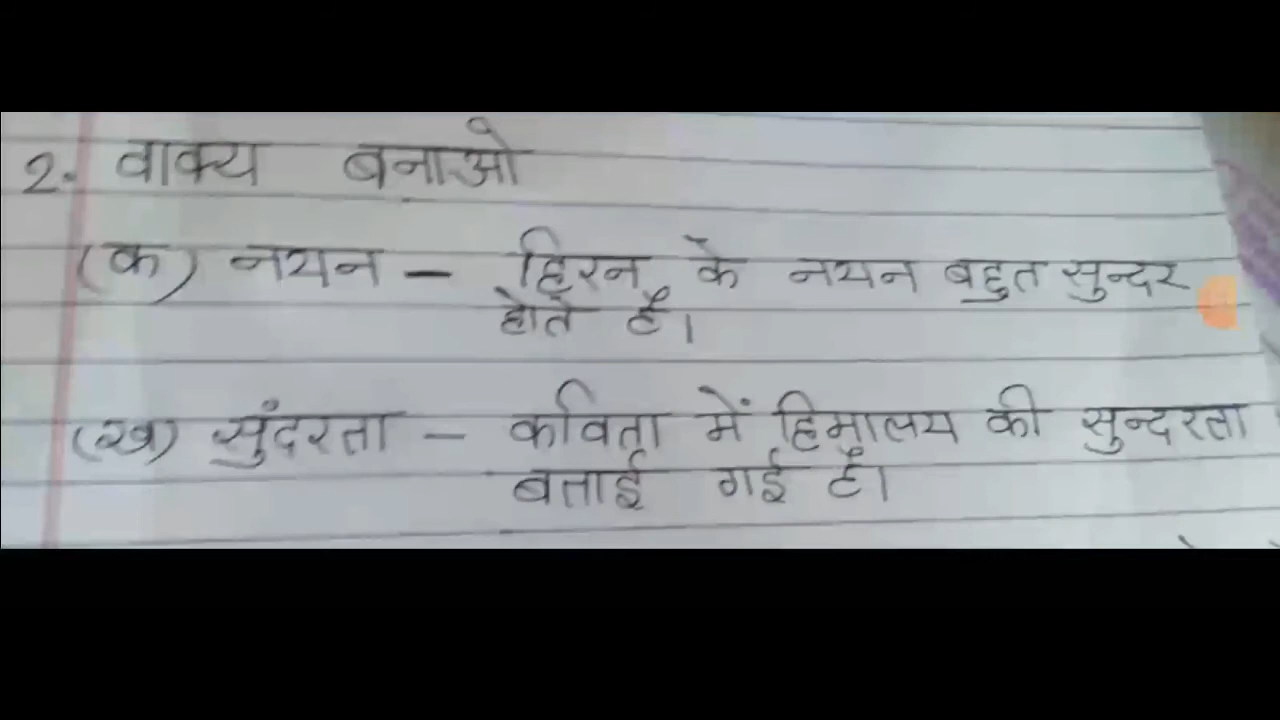 2. वाक्य बनाओ
(क) नयन – हिरन के नयन बहुत सुन्दर
होते है।
(ख) सुंदरता – कविता में हिमालय की सुन्दरता
बताई गई है।